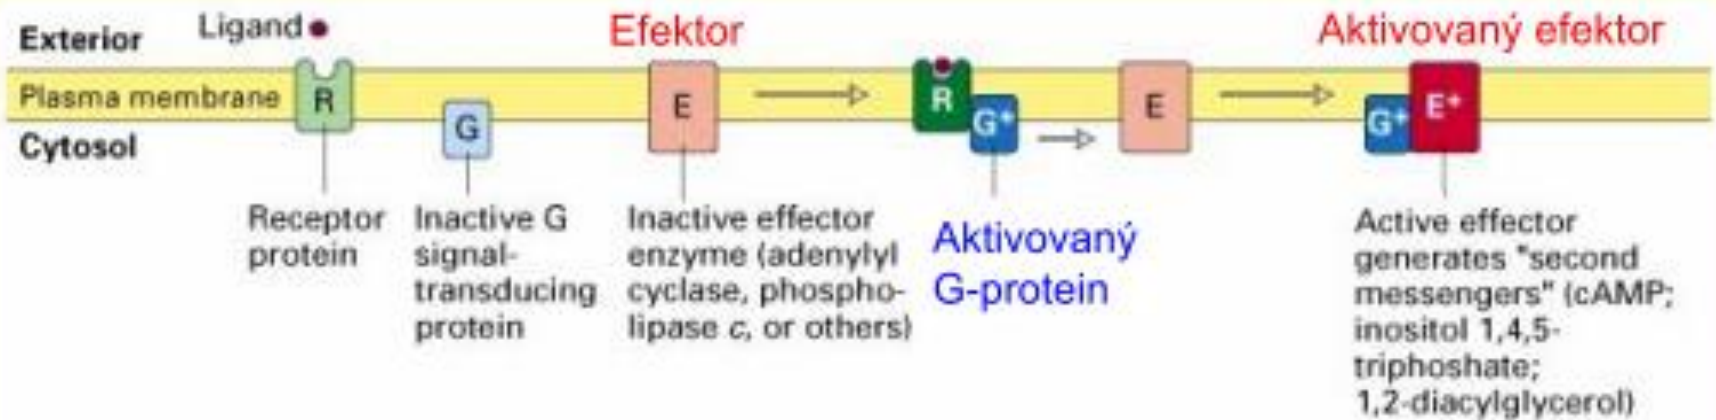 Exterior
Ligand
Efektor
Aktivovaný efektor
Plasma membrane
R
G
E
R
G+
E
G+
E+
Cytosol
Receptor
protein
Inactive G
signal-
transducing
protein
Inactive effector
enzyme (adenylyl
cyclase, phospho-
lipase c, or others)
Aktivovaný
G-protein
Active effector
generates "second
messengers" (cAMP;
inositol 1,4,5-
triphoshate;
1,2-diacylglycerol)